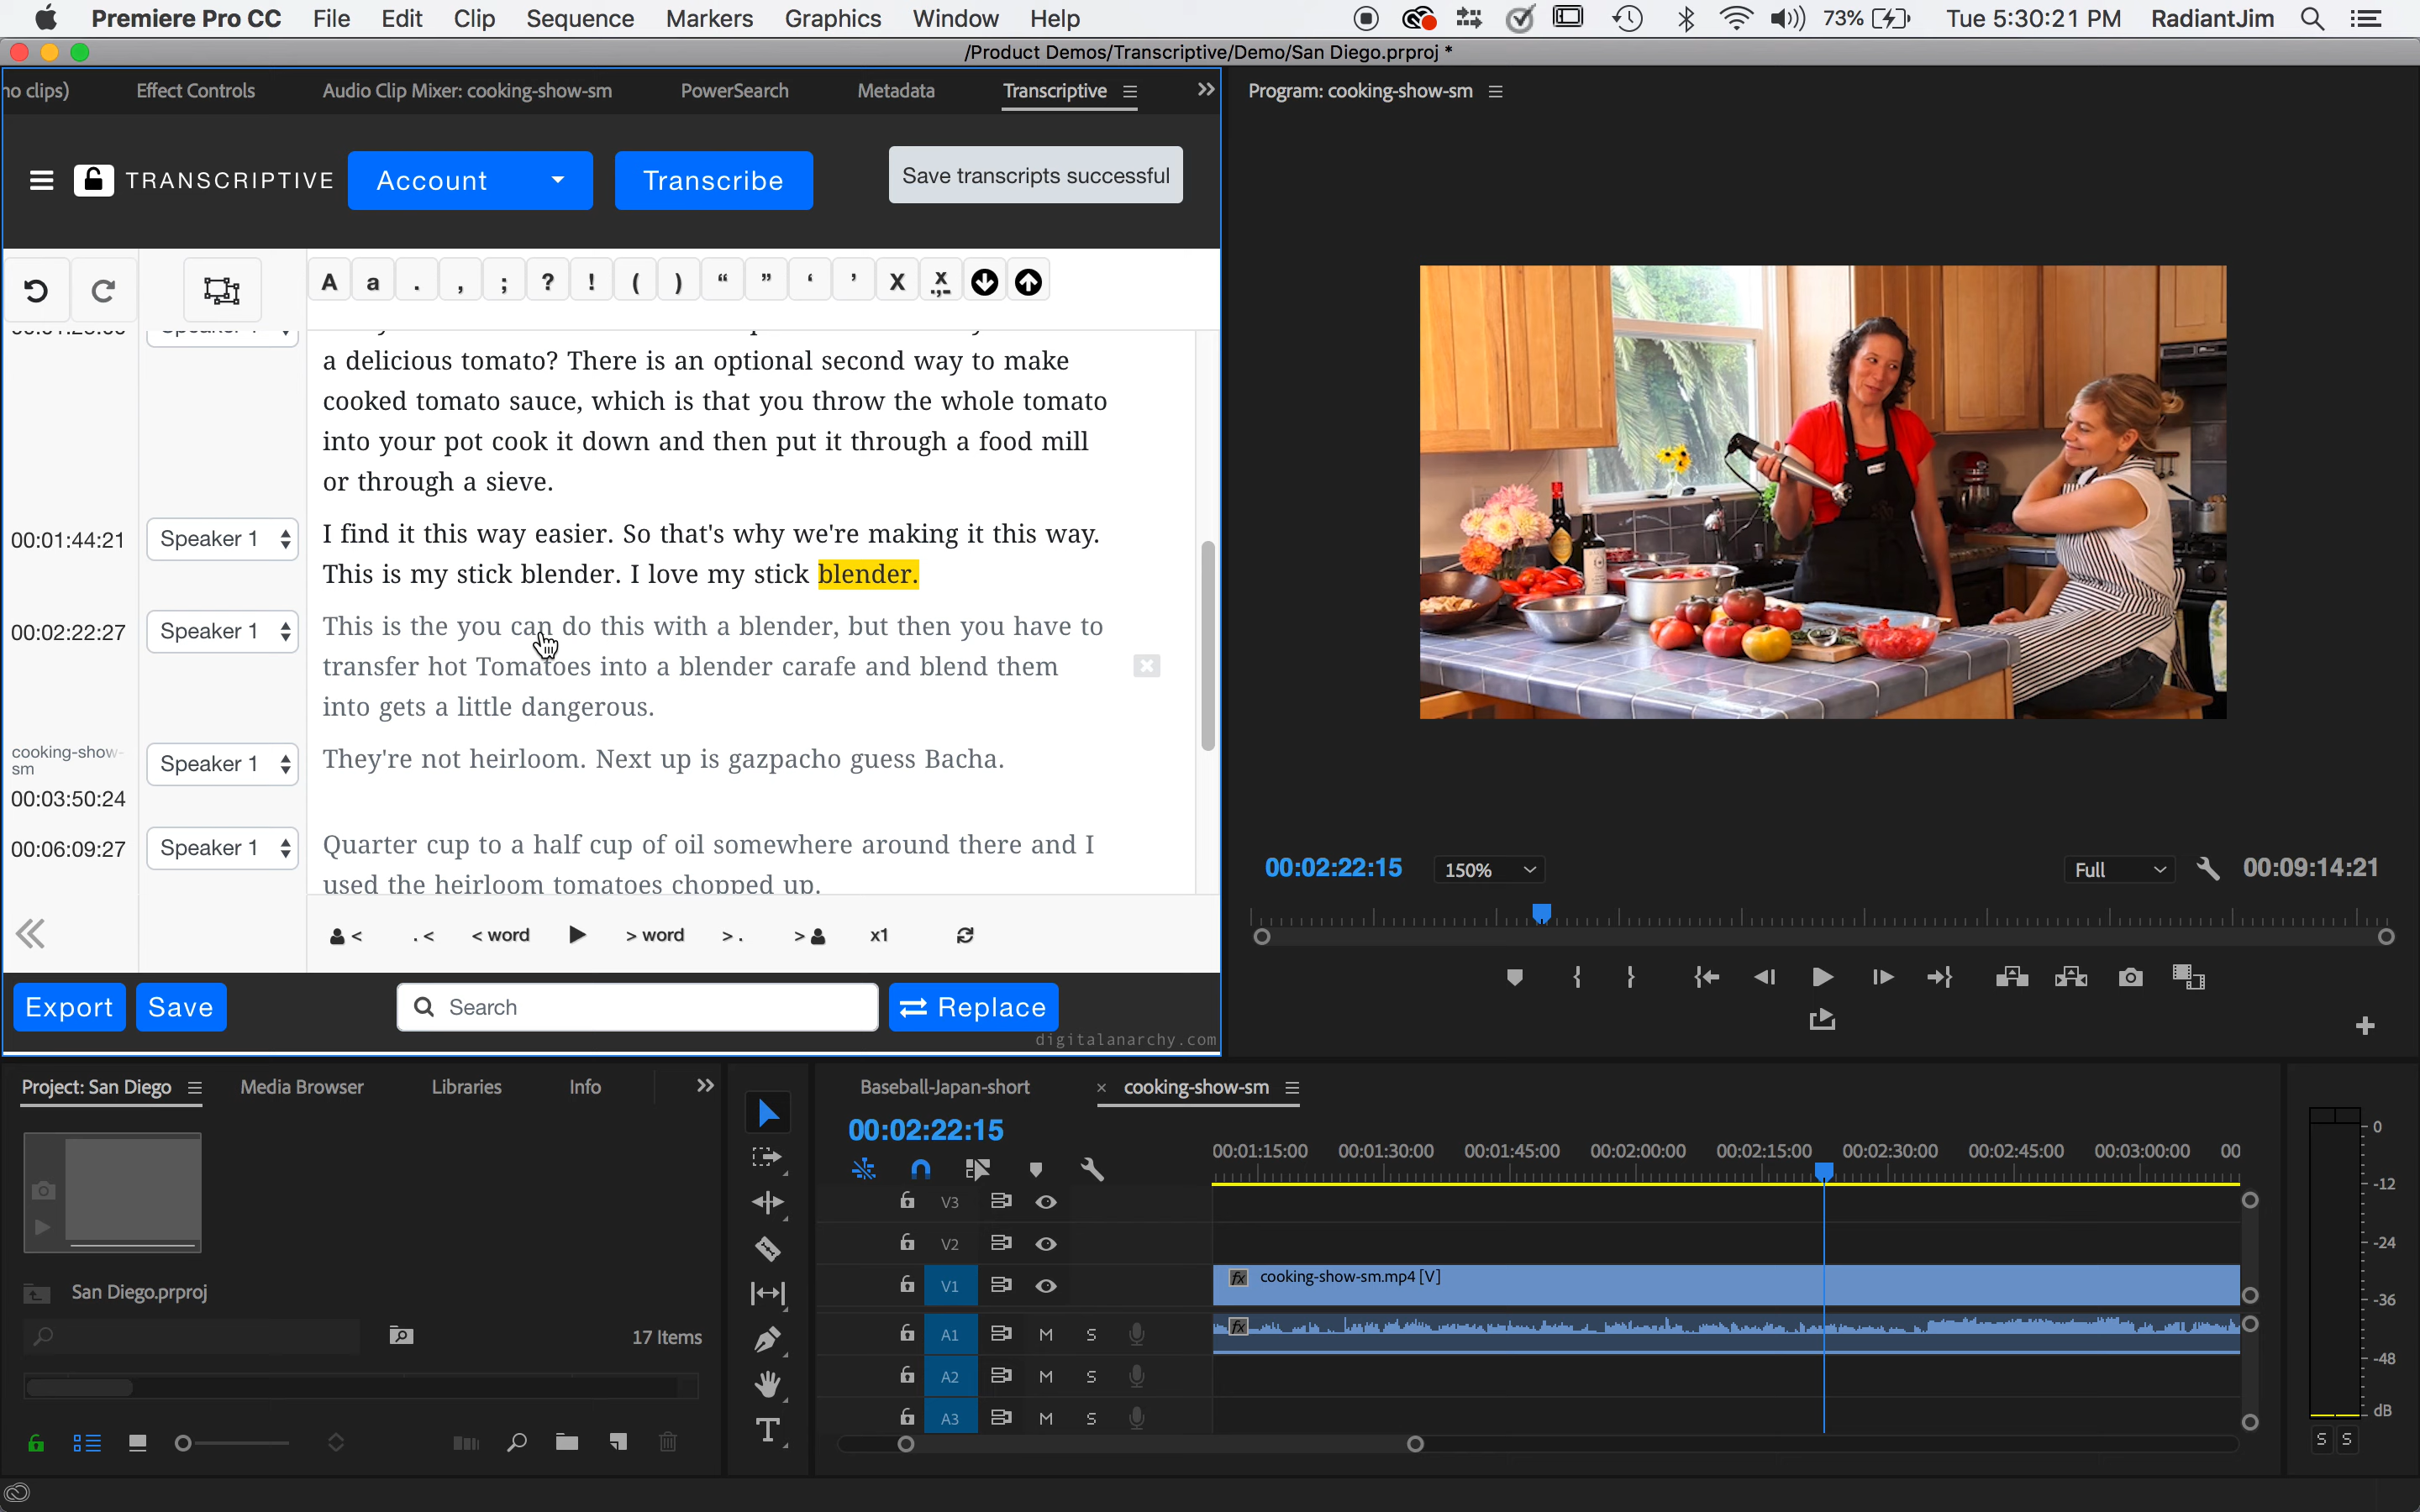 Premiere Pro CC File Edit Clip Sequence Markers Graphics Window Help 73% Tue 5:30:21 PM RadiantJim
/Product Demos/Transcriptive/Demo/San Diego.prproj *
no clips) Effect Controls Audio Clip Mixer: cooking-show-sm PowerSearch Metadata Transcriptive
Program: cooking-show-sm
TRANSCRIPTIVE Account Transcribe Save transcripts successful
A a . , ; ? ! ( ) “ ” ‘ ’ X x.,-
a delicious tomato? There is an optional second way to make
cooked tomato sauce, which is that you throw the whole tomato
into your pot cook it down and then put it through a food mill
or through a sieve.
00:01:44:21 Speaker 1 I find it this way easier. So that's why we're making it this way.
This is my stick blender. I love my stick blender.
00:02:22:27 Speaker 1 This is the you can do this with a blender, but then you have to
transfer hot Tomatoes into a blender carafe and blend them
into gets a little dangerous.
cooking-show-
sm
Speaker 1 They're not heirloom. Next up is gazpacho guess Bacha.
00:03:50:24
00:06:09:27 Speaker 1 Quarter cup to a half cup of oil somewhere around there and I
used the heirloom tomatoes chopped up.
< . < < word > word > . > x1
Export Save Search Replace
digitalanarchy.com
00:02:22:15 150% Full 00:09:14:21
Project: San Diego Media Browser Libraries Info
San Diego.prproj
17 Items
Baseball-Japan-short × cooking-show-sm
00:02:22:15
00:01:15:00 00:01:30:00 00:01:45:00 00:02:00:00 00:02:15:00 00:02:30:00 00:02:45:00 00:03:00:00 00
V3
V2
V1 fx cooking-show-sm.mp4 [V]
A1 M S fx
A2 M S
A3 M S
0
-12
-24
-36
-48
dB
S S